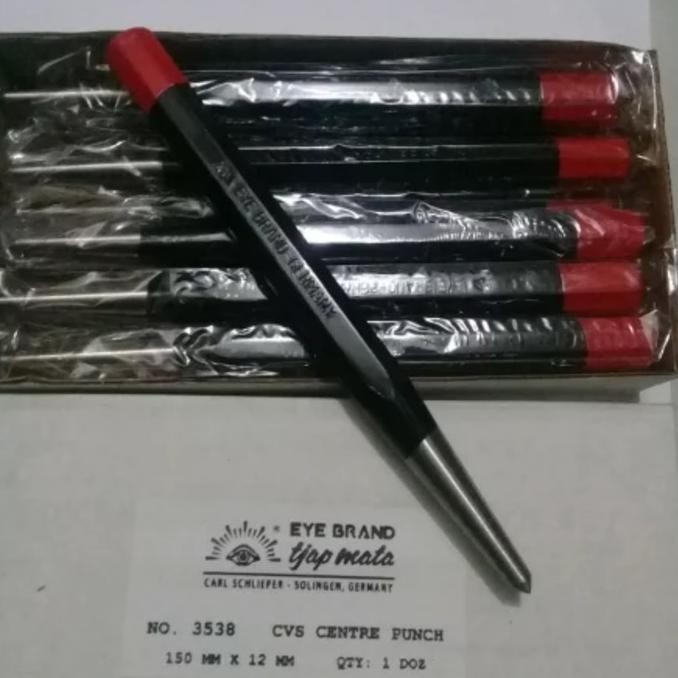 EYE BRAND
tjap mata
CARL SCHLIEPER - SOLINGEN, GERMANY
NO. 3538 CVS CENTRE PUNCH
150 MM X 12 MM QTY: 1 DOZ